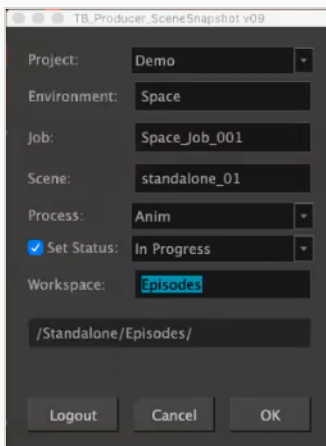 TB_Producer_SceneSnapshot v09
Project: Demo
Environment: Space
Job: Space_Job_001
Scene: standalone_01
Process: Anim
Set Status: In Progress
Workspace: Episodes
/Standalone/Episodes/
Logout Cancel OK